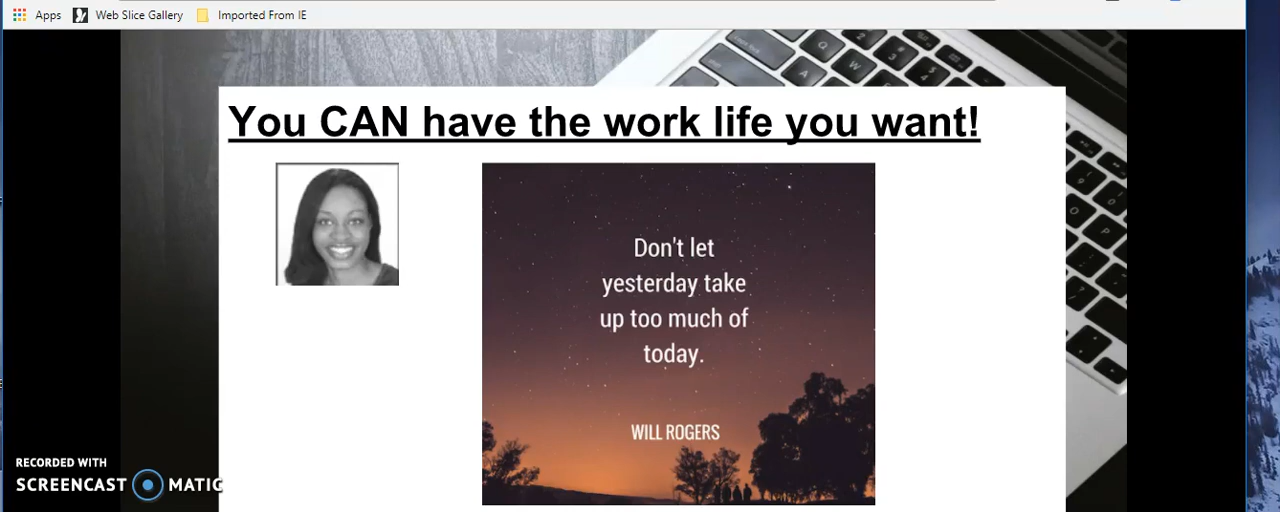 Apps Web Slice Gallery Imported From IE
You CAN have the work life you want!
Don't let
yesterday take
up too much of
today.
WILL ROGERS
RECORDED WITH
SCREENCAST MATIC